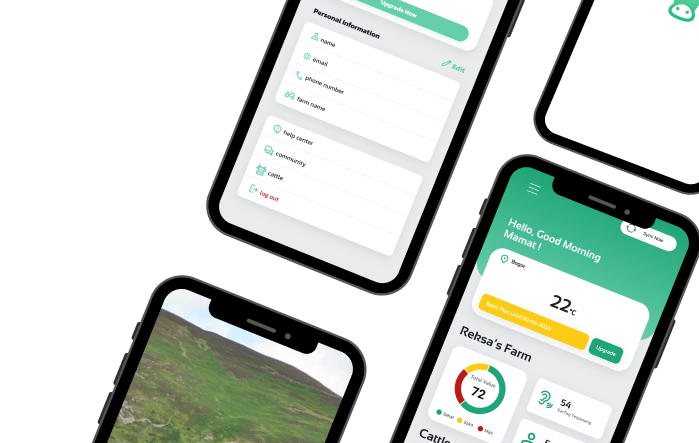 Upgrade Now
Personal Information
Edit
name
email
phone number
farm name
help center
community
cattle
log out
Sync Now
Hello, Good Morning
Mamat !
Bogor
22°C
Basic Plan Until 30-06-2024
Upgrade
Rehsa's Farm
Total Value
72
Sehat
Sakit
Mati
54
EarTag Terpasang
Cattle